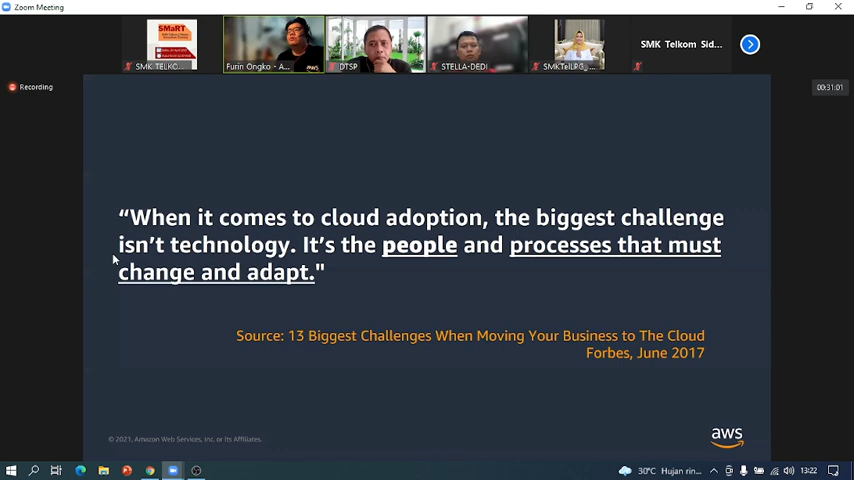 Zoom Meeting
SMaRT
SMK TELKO...
Furin Ongko - A...
aws
DTSP
STELLA-DEDI
SMKTelLPG_...
SMK Telkom Sid...
Recording
00:31:01
“When it comes to cloud adoption, the biggest challenge
isn’t technology. It’s the people and processes that must
change and adapt."
Source: 13 Biggest Challenges When Moving Your Business to The Cloud
Forbes, June 2017
© 2021, Amazon Web Services, Inc. or its Affiliates.
aws
30°C Hujan rin...
13:22